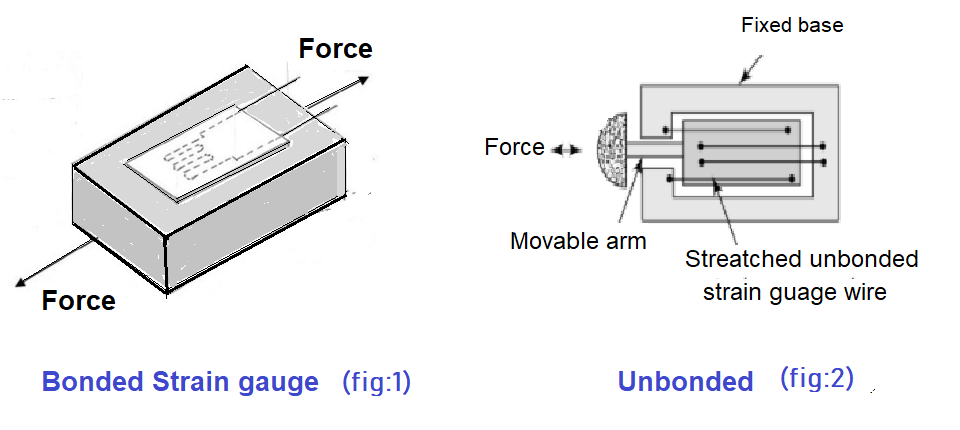 Force
Force
Bonded Strain gauge (fig:1)
Fixed base
Force
Movable arm
Streatched unbonded
strain guage wire
Unbonded (fig:2)